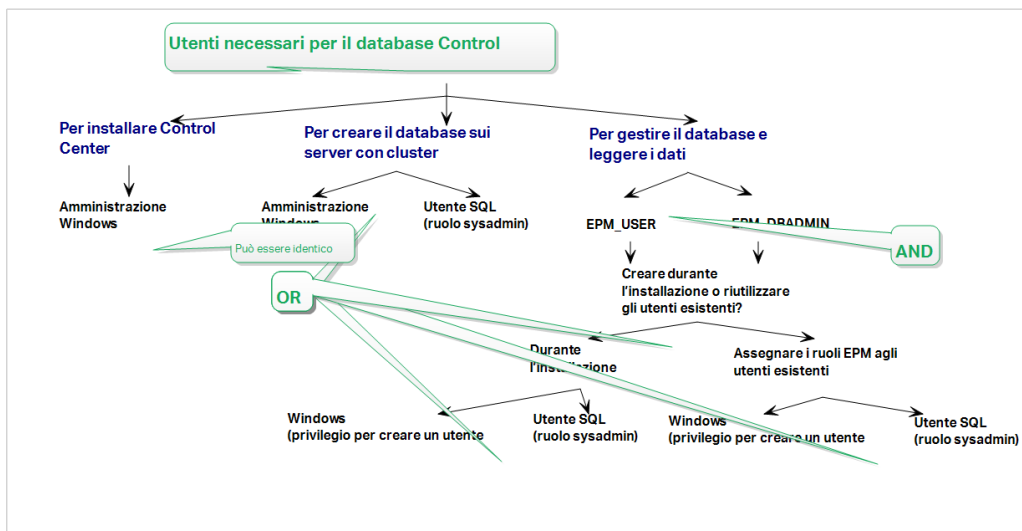 Utenti necessari per il database Control
Per installare Control
Center
Per creare il database sui
server con cluster
Per gestire il database e
leggere i dati
Amministrazione
Windows
Amministrazione
Windows
Utente SQL
(ruolo sysadmin)
EPM_USER
EPM_DBADMIN
Può essere identico
AND
OR
Creare durante
l'installazione o riutilizzare
gli utenti esistenti?
Durante
l'installazione
Assegnare i ruoli EPM agli
utenti esistenti
Windows
(privilegio per creare un utente
Utente SQL
(ruolo sysadmin)
Windows
(privilegio per creare un utente
Utente SQL
(ruolo sysadmin)